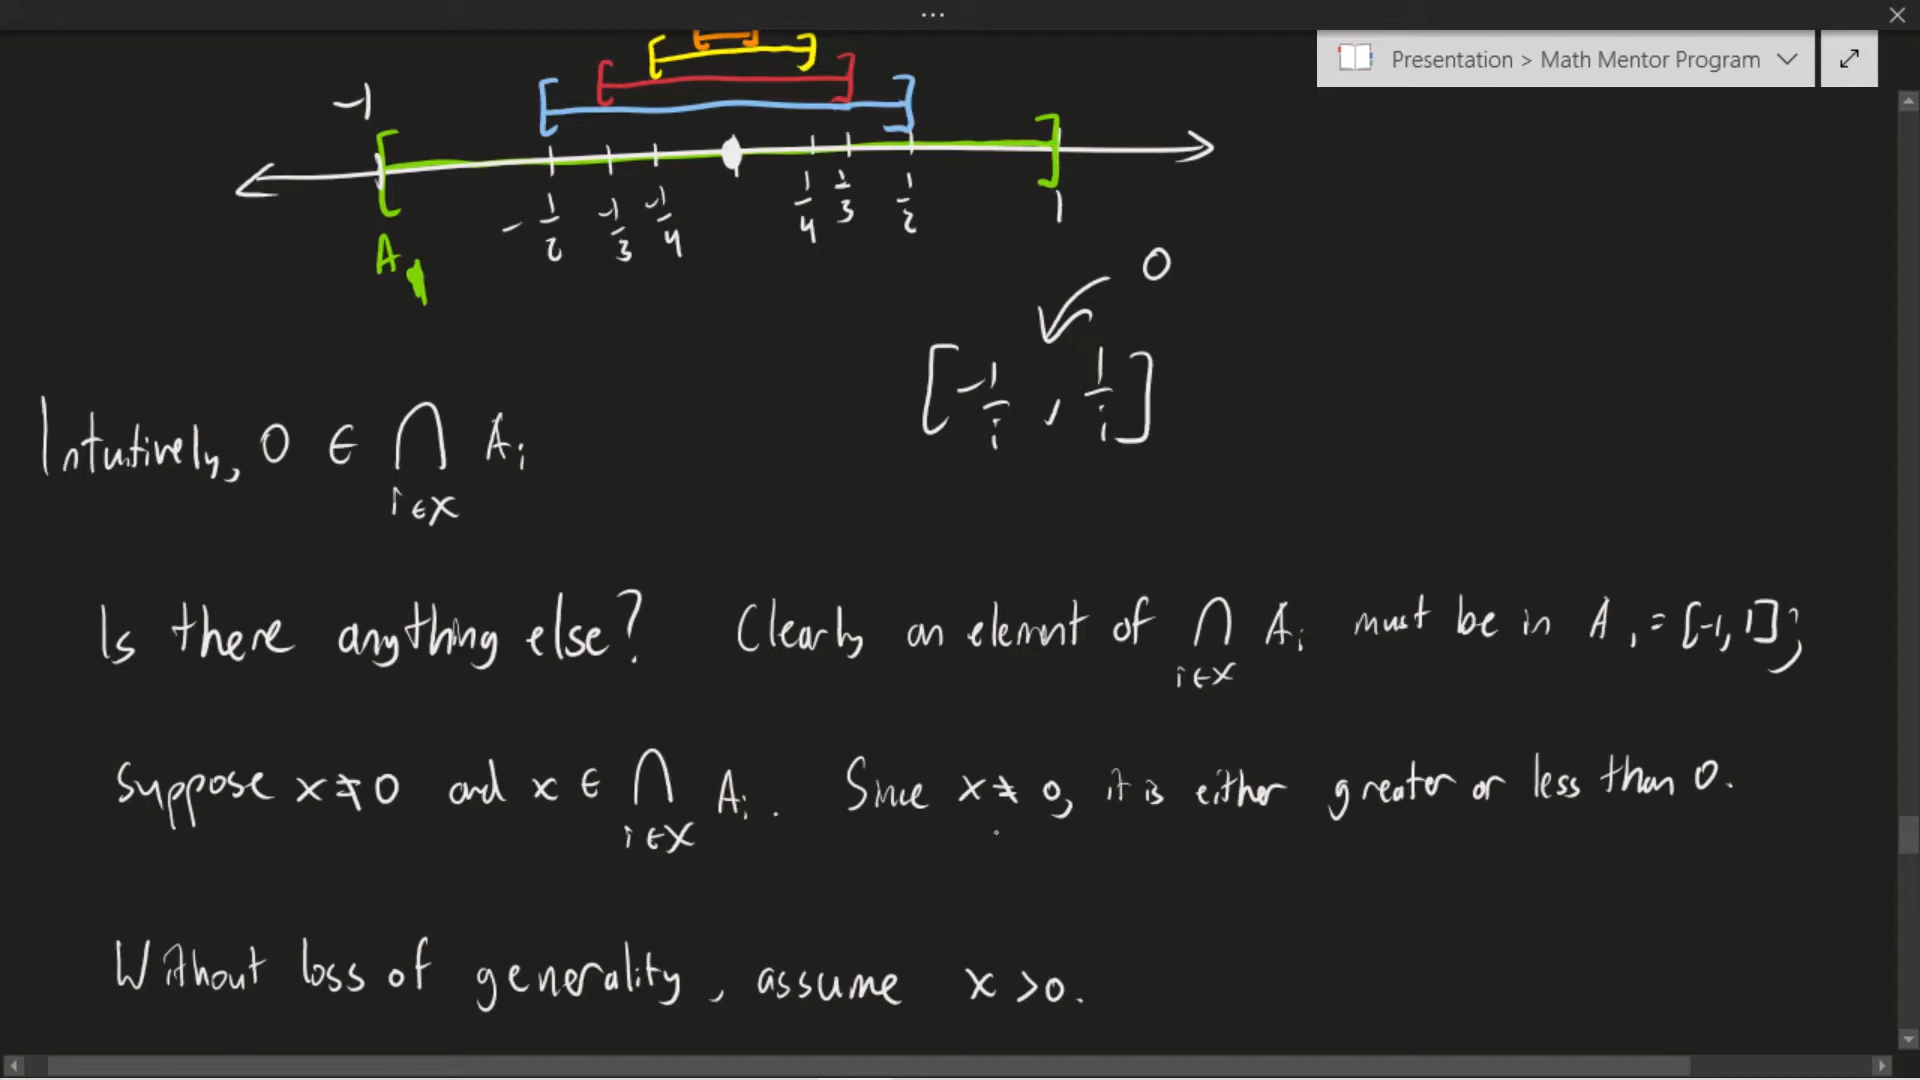 ...
Presentation > Math Mentor Program
-1
-1/2 -1/3 -1/4 1/4 1/3 1/2 1
A₁
0
[-1/i , 1/i]
Intuitively, 0 ∈ ⋂ Aᵢ
i∈X
Is there anything else? Clearly an element of ⋂ Aᵢ must be in A₁ = [-1, 1];
i∈X
Suppose x≠0 and x ∈ ⋂ Aᵢ. Since x≠0, it is either greater or less than 0.
i∈X
Without loss of generality, assume x>0.